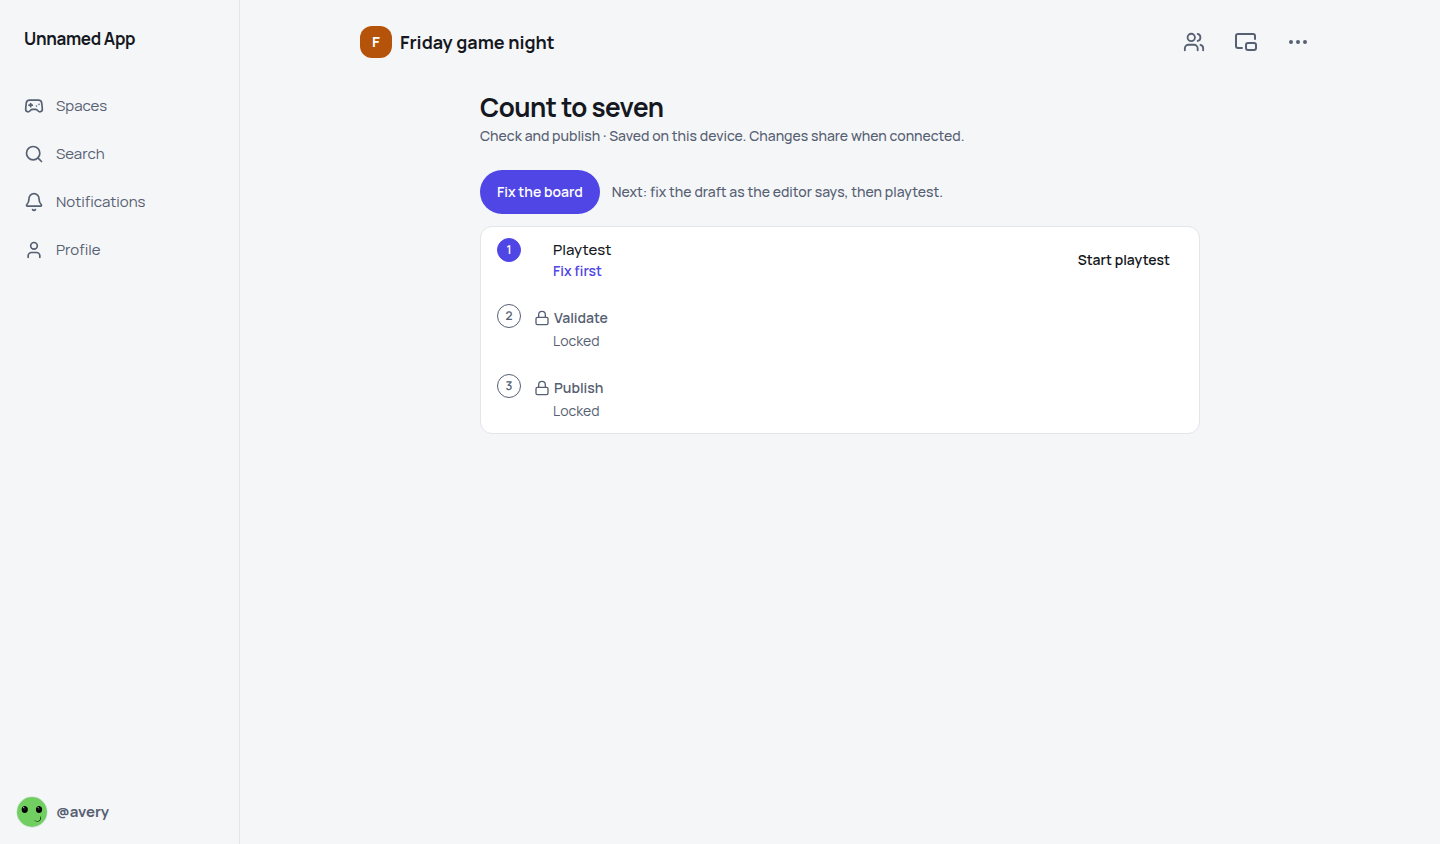 Unnamed App
Spaces
Search
Notifications
Profile
@avery
F Friday game night
Count to seven
Check and publish · Saved on this device. Changes share when connected.
Fix the board Next: fix the draft as the editor says, then playtest.
1 Playtest
Fix first
Start playtest
2 Validate
Locked
3 Publish
Locked